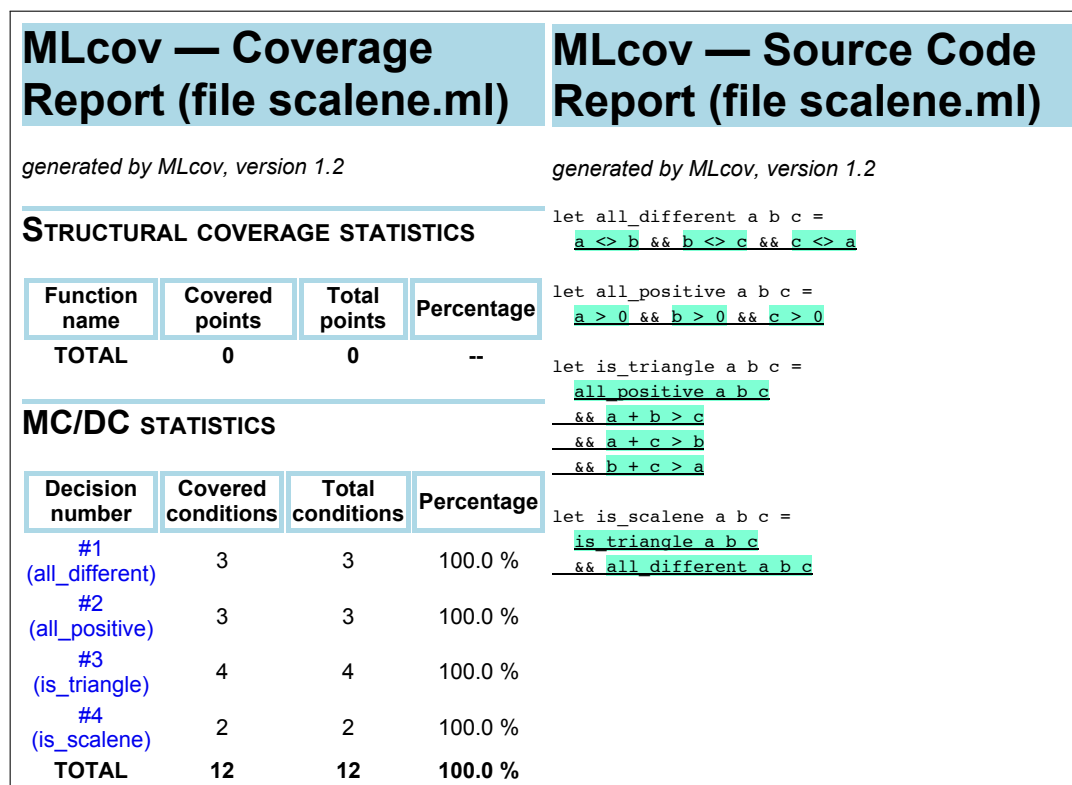 MLcov — Coverage
Report (file scalene.ml)
generated by MLcov, version 1.2
STRUCTURAL COVERAGE STATISTICS
Function name Covered points Total points Percentage
TOTAL 0 0 --
MC/DC STATISTICS
Decision number Covered conditions Total conditions Percentage
#1 (all_different) 3 3 100.0 %
#2 (all_positive) 3 3 100.0 %
#3 (is_triangle) 4 4 100.0 %
#4 (is_scalene) 2 2 100.0 %
TOTAL 12 12 100.0 %
MLcov — Source Code
Report (file scalene.ml)
generated by MLcov, version 1.2
let all_different a b c =
  a <> b && b <> c && c <> a
let all_positive a b c =
  a > 0 && b > 0 && c > 0
let is_triangle a b c =
  all_positive a b c
  && a + b > c
  && a + c > b
  && b + c > a
let is_scalene a b c =
  is_triangle a b c
  && all_different a b c